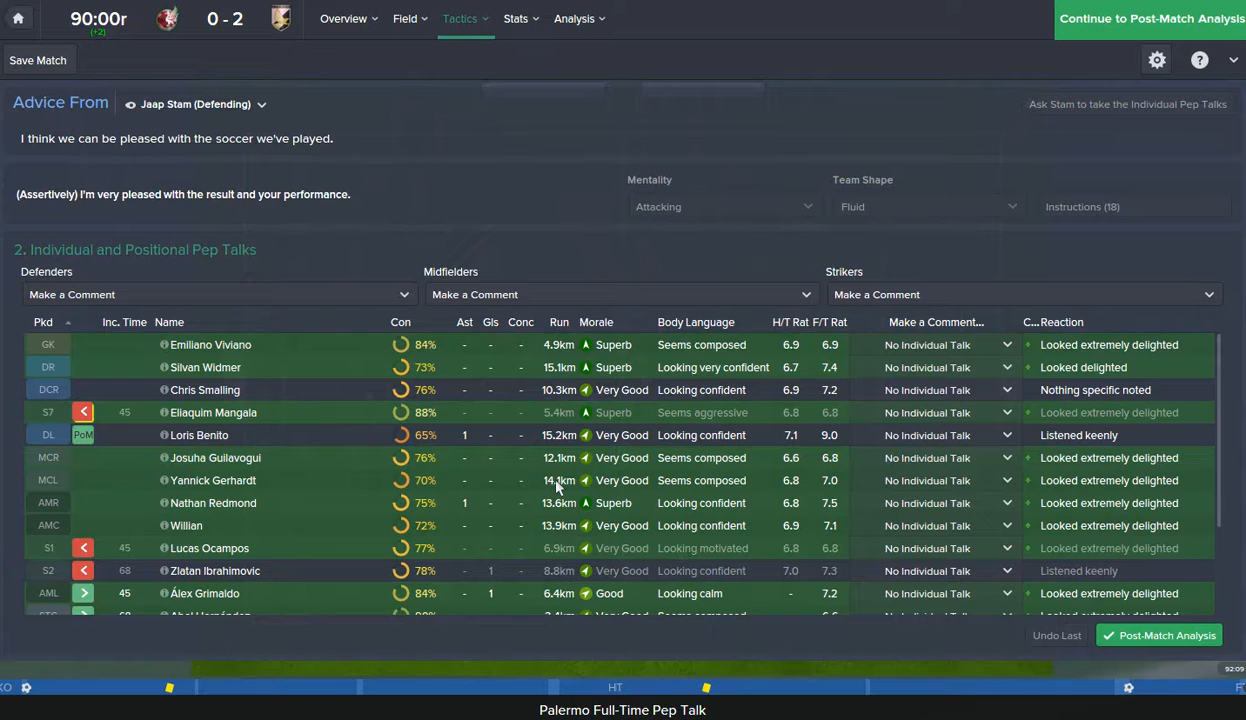 90:00r
(+2)
0 - 2
Overview
Field
Tactics
Stats
Analysis
Continue to Post-Match Analysis
Save Match
?
Advice From
Jaap Stam (Defending)
Ask Stam to take the Individual Pep Talks
I think we can be pleased with the soccer we've played.
(Assertively) I'm very pleased with the result and your performance.
Mentality
Team Shape
Attacking
Fluid
Instructions (18)
2. Individual and Positional Pep Talks
Defenders
Midfielders
Strikers
Make a Comment
Make a Comment
Make a Comment
Pkd Inc. Time Name Con Ast Gls Conc Run Morale Body Language H/T Rat F/T Rat Make a Comment... C... Reaction
GK Emiliano Viviano 84% - - - 4.9km Superb Seems composed 6.9 6.9 No Individual Talk Looked extremely delighted
DR Silvan Widmer 73% - - - 15.1km Superb Looking very confident 6.7 7.4 No Individual Talk Looked delighted
DCR Chris Smalling 76% - - - 10.3km Very Good Looking confident 6.9 7.2 No Individual Talk Nothing specific noted
S7 45 Eliaquim Mangala 88% - - - 5.4km Superb Seems aggressive 6.8 6.8 No Individual Talk Looked extremely delighted
DL PoM Loris Benito 65% 1 - - 15.2km Very Good Looking confident 7.1 9.0 No Individual Talk Listened keenly
MCR Josuha Guilavogui 76% - - - 12.1km Very Good Seems composed 6.6 6.8 No Individual Talk Looked extremely delighted
MCL Yannick Gerhardt 70% - - - 14.1km Very Good Seems composed 6.8 7.0 No Individual Talk Looked extremely delighted
AMR Nathan Redmond 75% 1 - - 13.6km Superb Looking confident 6.8 7.5 No Individual Talk Looked extremely delighted
AMC Willian 72% - - - 13.9km Very Good Looking confident 6.9 7.1 No Individual Talk Looked extremely delighted
S1 45 Lucas Ocampos 77% - - - 6.9km Very Good Looking motivated 6.8 6.8 No Individual Talk Looked extremely delighted
S2 68 Zlatan Ibrahimovic 78% - 1 - 8.8km Very Good Looking confident 7.0 7.3 No Individual Talk Listened keenly
AML 45 Álex Grimaldo 84% - 1 - 6.4km Good Looking calm - 7.2 No Individual Talk Looked extremely delighted
Undo Last
Post-Match Analysis
92:09
KO
HT
F
Palermo Full-Time Pep Talk